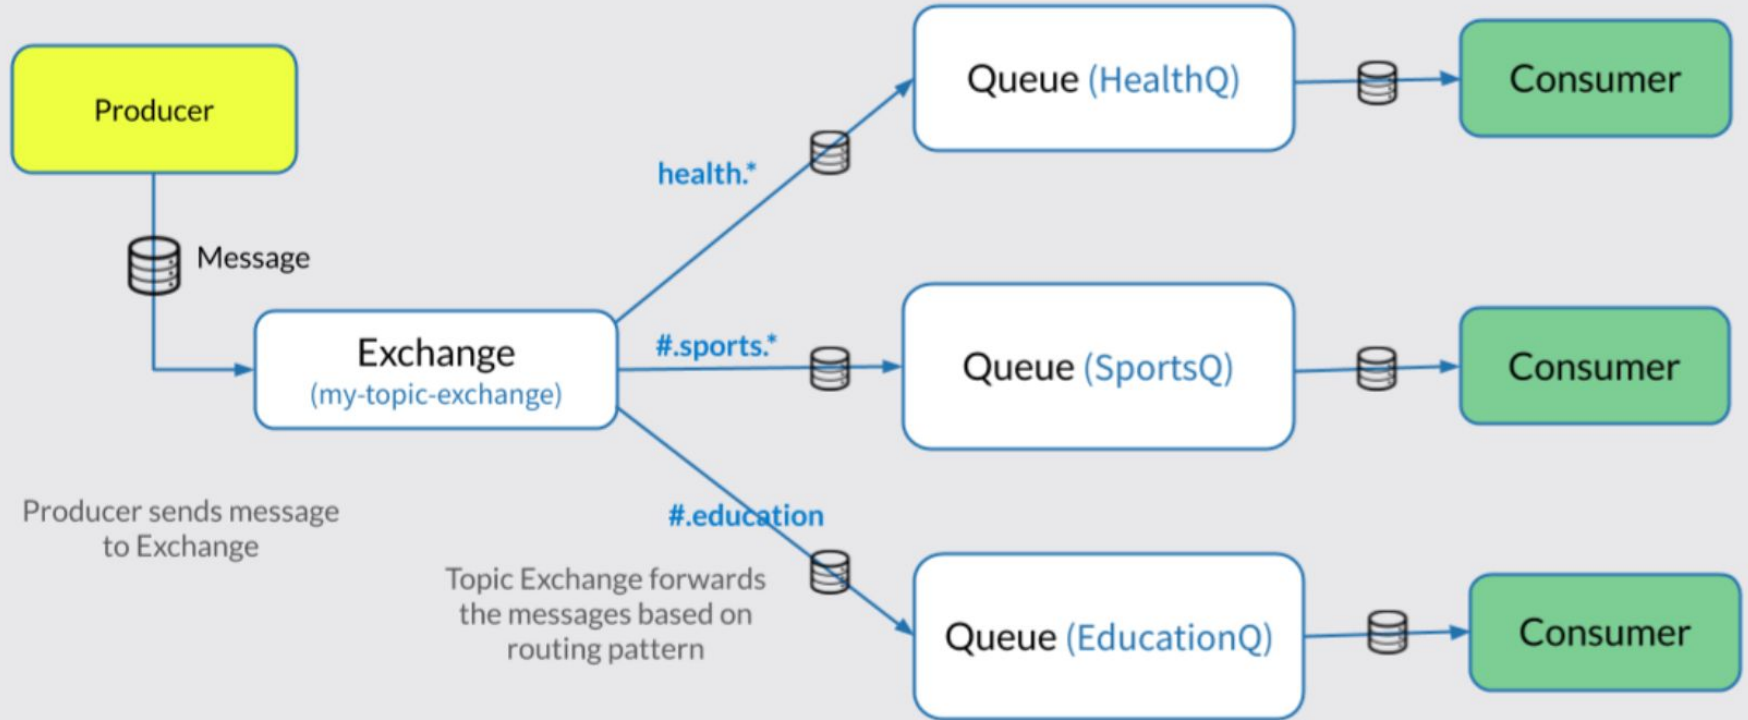 Producer
Message
Exchange
(my-topic-exchange)
health.*
#.sports.*
#.education
Queue (HealthQ)
Consumer
Queue (SportsQ)
Consumer
Queue (EducationQ)
Consumer
Producer sends message
to Exchange
Topic Exchange forwards
the messages based on
routing pattern